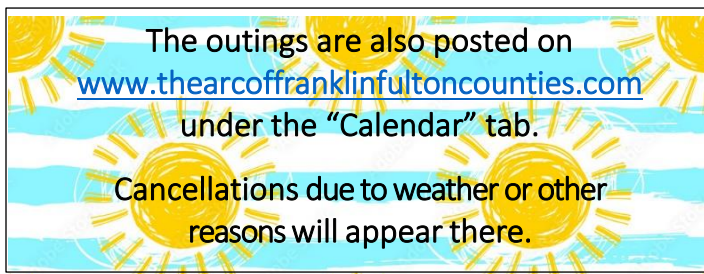 The outings are also posted on
www.thearcoffranklinfultoncounties.com
under the “Calendar” tab.
Cancellations due to weather or other
reasons will appear there.